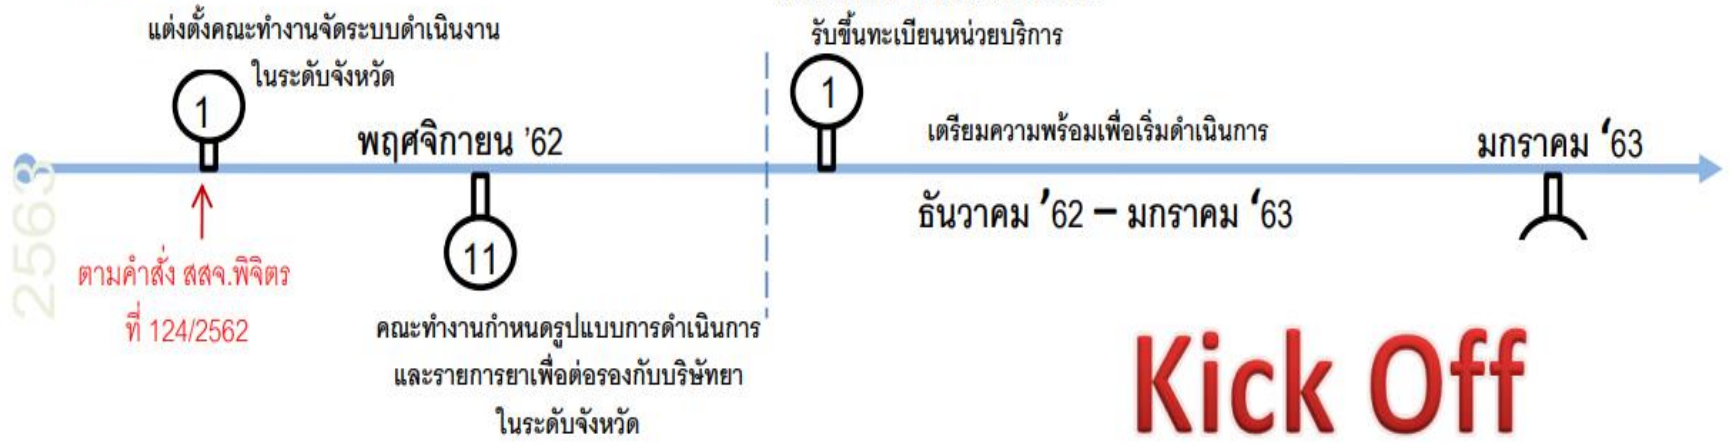 แต่งตั้งคณะทำงานจัดระบบดำเนินงาน
ในระดับจังหวัด
1
พฤศจิกายน '62
รับขึ้นทะเบียนหน่วยบริการ
1
เตรียมความพร้อมเพื่อเริ่มดำเนินการ
มกราคม ‘63
ธันวาคม ’62 – มกราคม ‘63
2563
ตามคำสั่ง สสจ.พิจิตร
ที่ 124/2562
11
คณะทำงานกำหนดรูปแบบการดำเนินการ
และรายการยาเพื่อต่อรองกับบริษัทยา
ในระดับจังหวัด
Kick Off